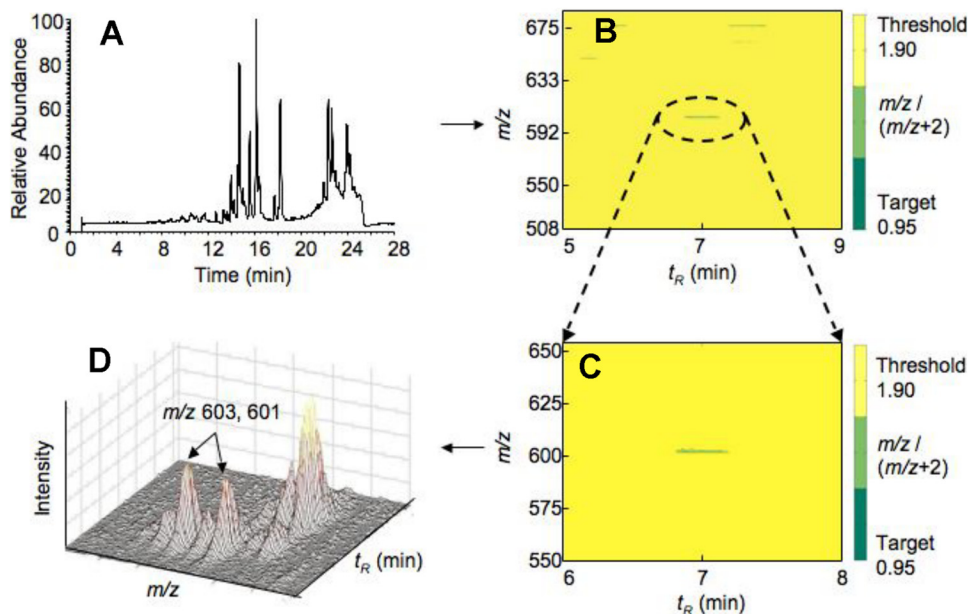 A
100
80
60
40
20
0
Relative Abundance
0 4 8 12 16 20 24 28
Time (min)
B
675
633
592
550
508
m/z
5 7 9
tR (min)
Threshold
1.90
m/z /
(m/z+2)
Target
0.95
D
m/z 603, 601
Intensity
m/z
tR (min)
C
650
625
600
575
550
m/z
6 7 8
tR (min)
Threshold
1.90
m/z /
(m/z+2)
Target
0.95